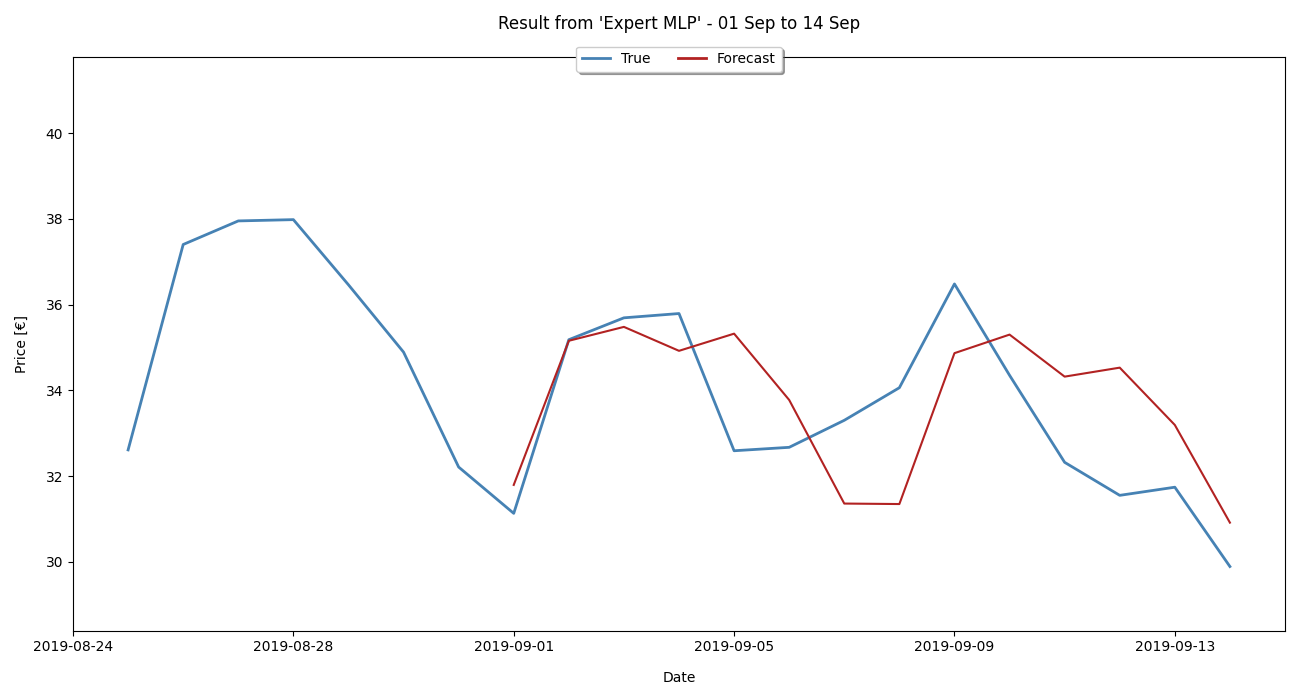 Result from 'Expert MLP' - 01 Sep to 14 Sep
True Forecast
40
38
36
34
32
30
Price [€]
2019-08-24 2019-08-28 2019-09-01 2019-09-05 2019-09-09 2019-09-13
Date